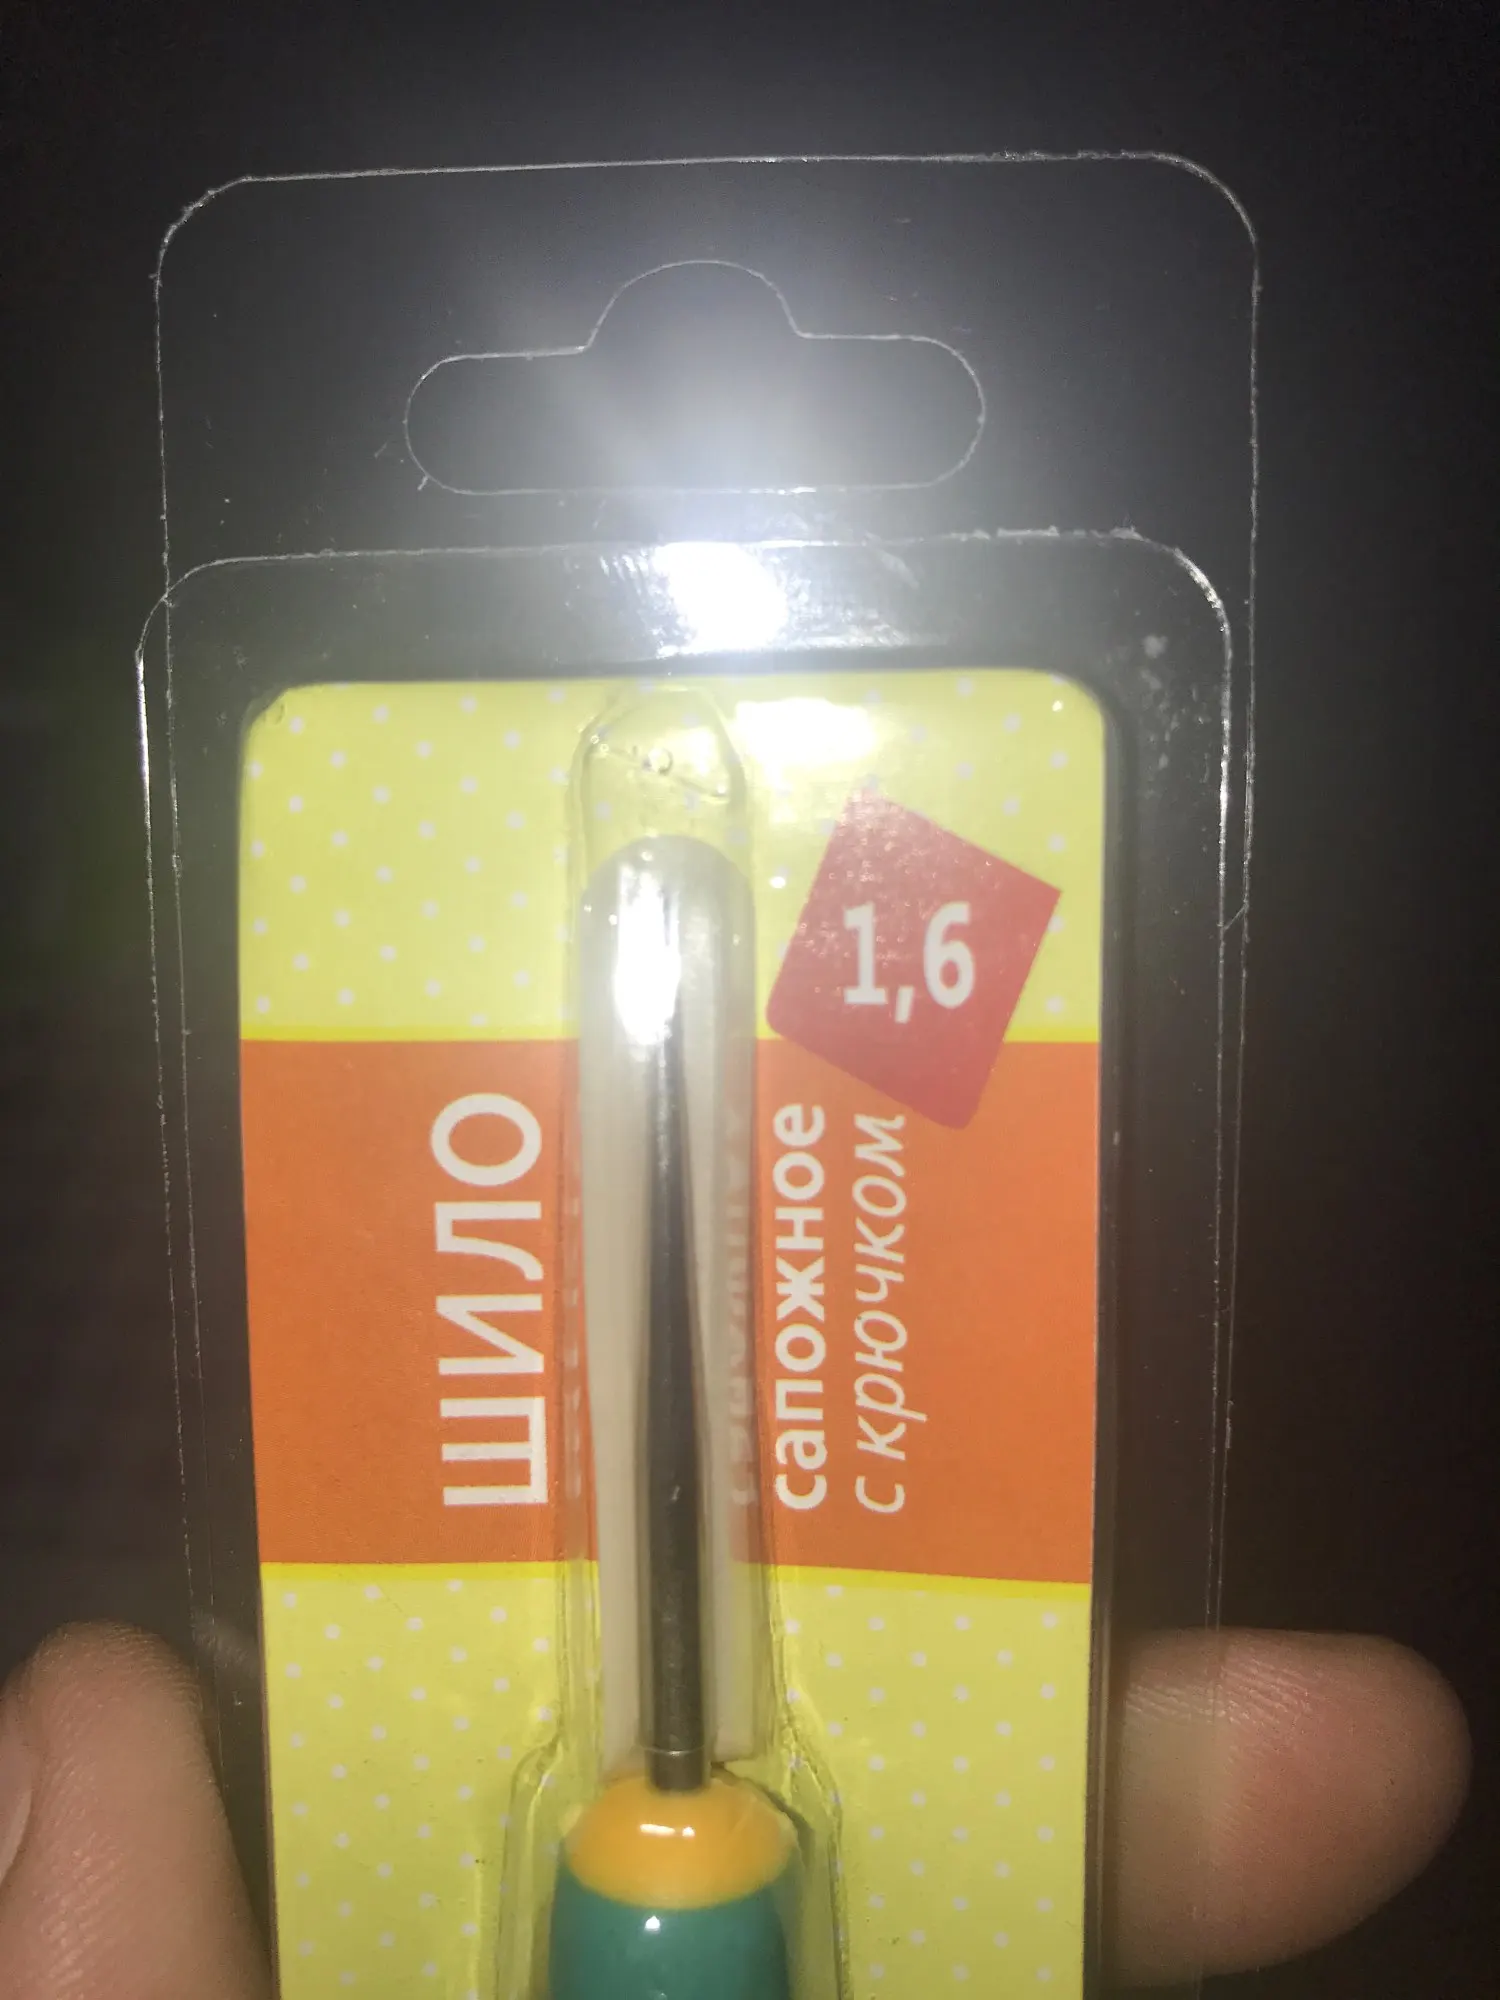 1,6
ШИЛО
сапожное
с крючком